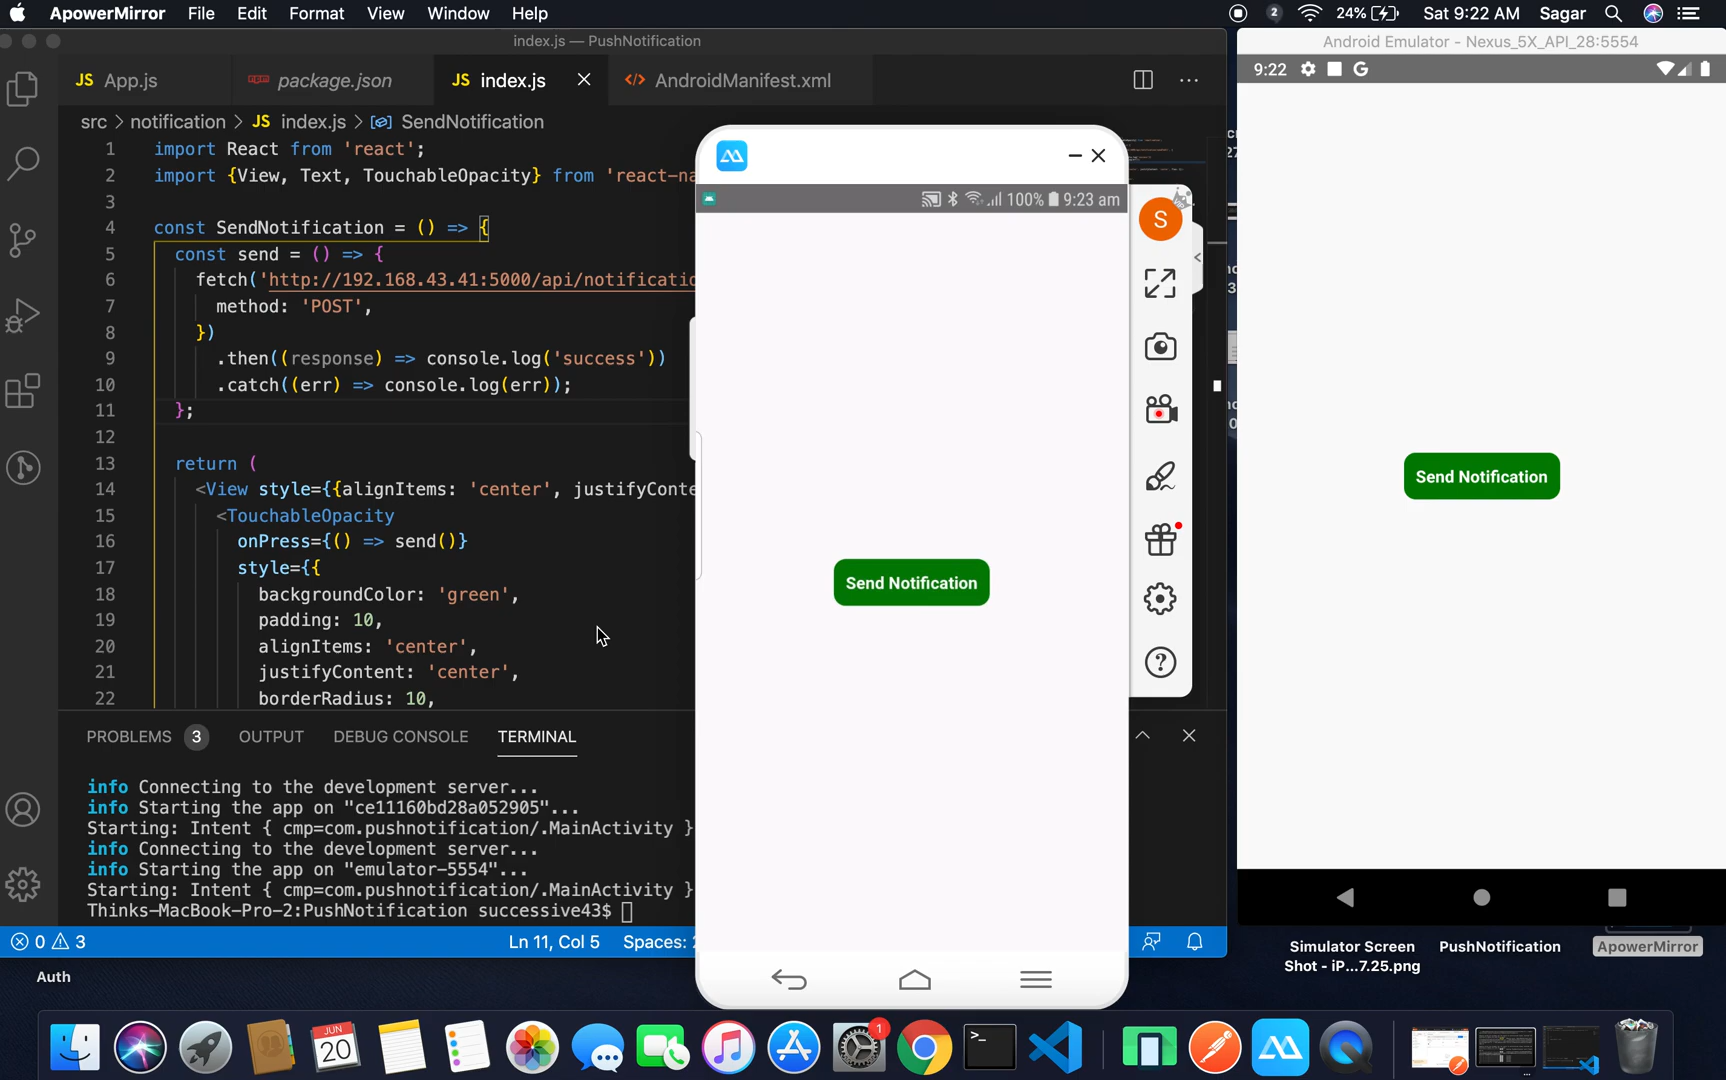 ApowerMirror File Edit Format View Window Help
2 24% Sat 9:22 AM Sagar
index.js — PushNotification
JS App.js package.json JS index.js AndroidManifest.xml
src > notification > JS index.js > SendNotification
1 import React from 'react';
2 import {View, Text, TouchableOpacity} from 'react-na
3
4 const SendNotification = () => {
5 const send = () => {
6 fetch('http://192.168.43.41:5000/api/notificatio
7 method: 'POST',
8 })
9 .then((response) => console.log('success'))
10 .catch((err) => console.log(err));
11 };
12
13 return (
14 <View style={{alignItems: 'center', justifyConte
15 <TouchableOpacity
16 onPress={() => send()}
17 style={{
18 backgroundColor: 'green',
19 padding: 10,
20 alignItems: 'center',
21 justifyContent: 'center',
22 borderRadius: 10,
PROBLEMS 3 OUTPUT DEBUG CONSOLE TERMINAL
info Connecting to the development server...
info Starting the app on "ce11160bd28a052905"...
Starting: Intent { cmp=com.pushnotification/.MainActivity }
info Connecting to the development server...
info Starting the app on "emulator-5554"...
Starting: Intent { cmp=com.pushnotification/.MainActivity }
Thinks-MacBook-Pro-2:PushNotification successive43$
0 3 Ln 11, Col 5 Spaces:
Auth
100% 9:23 am
Send Notification
S
VIP
Android Emulator - Nexus_5X_API_28:5554
9:22 G
Send Notification
Simulator Screen
Shot - iP...7.25.png
PushNotification
ApowerMirror
JUN
20
1